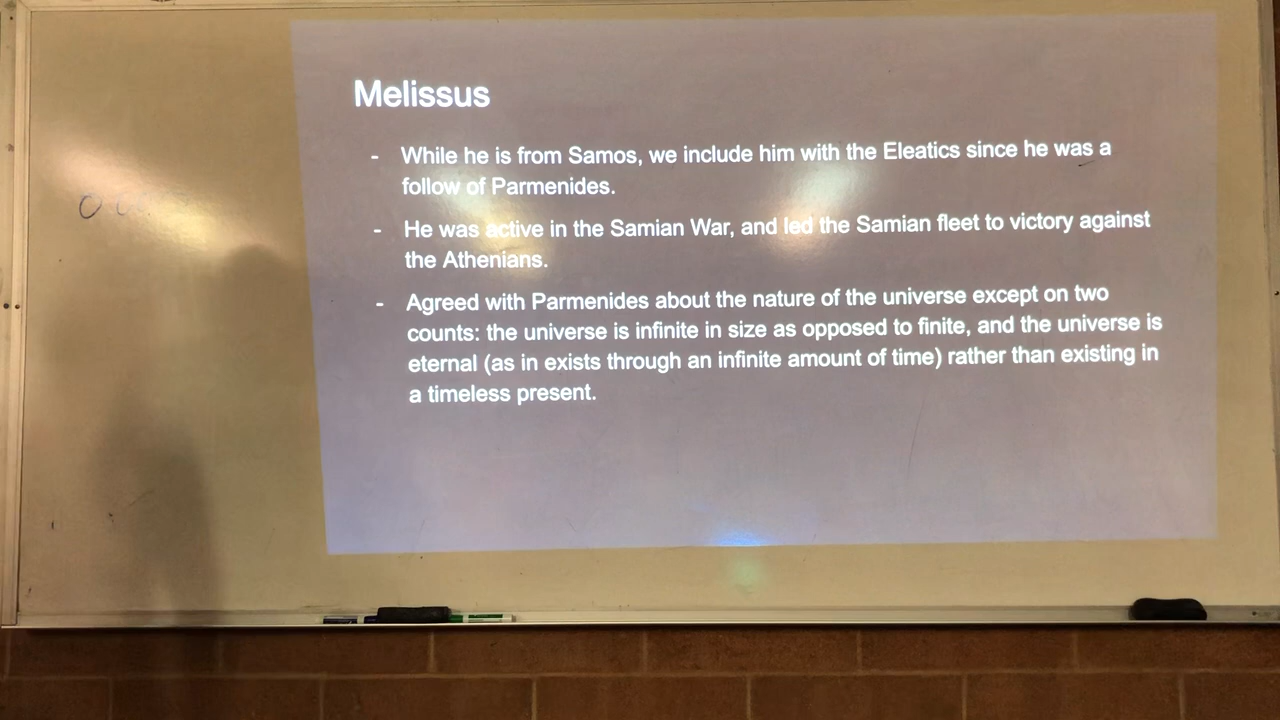 Melissus
- While he is from Samos, we include him with the Eleatics since he was a
follow of Parmenides.
- He was active in the Samian War, and led the Samian fleet to victory against
the Athenians.
- Agreed with Parmenides about the nature of the universe except on two
counts: the universe is infinite in size as opposed to finite, and the universe is
eternal (as in exists through an infinite amount of time) rather than existing in
a timeless present.